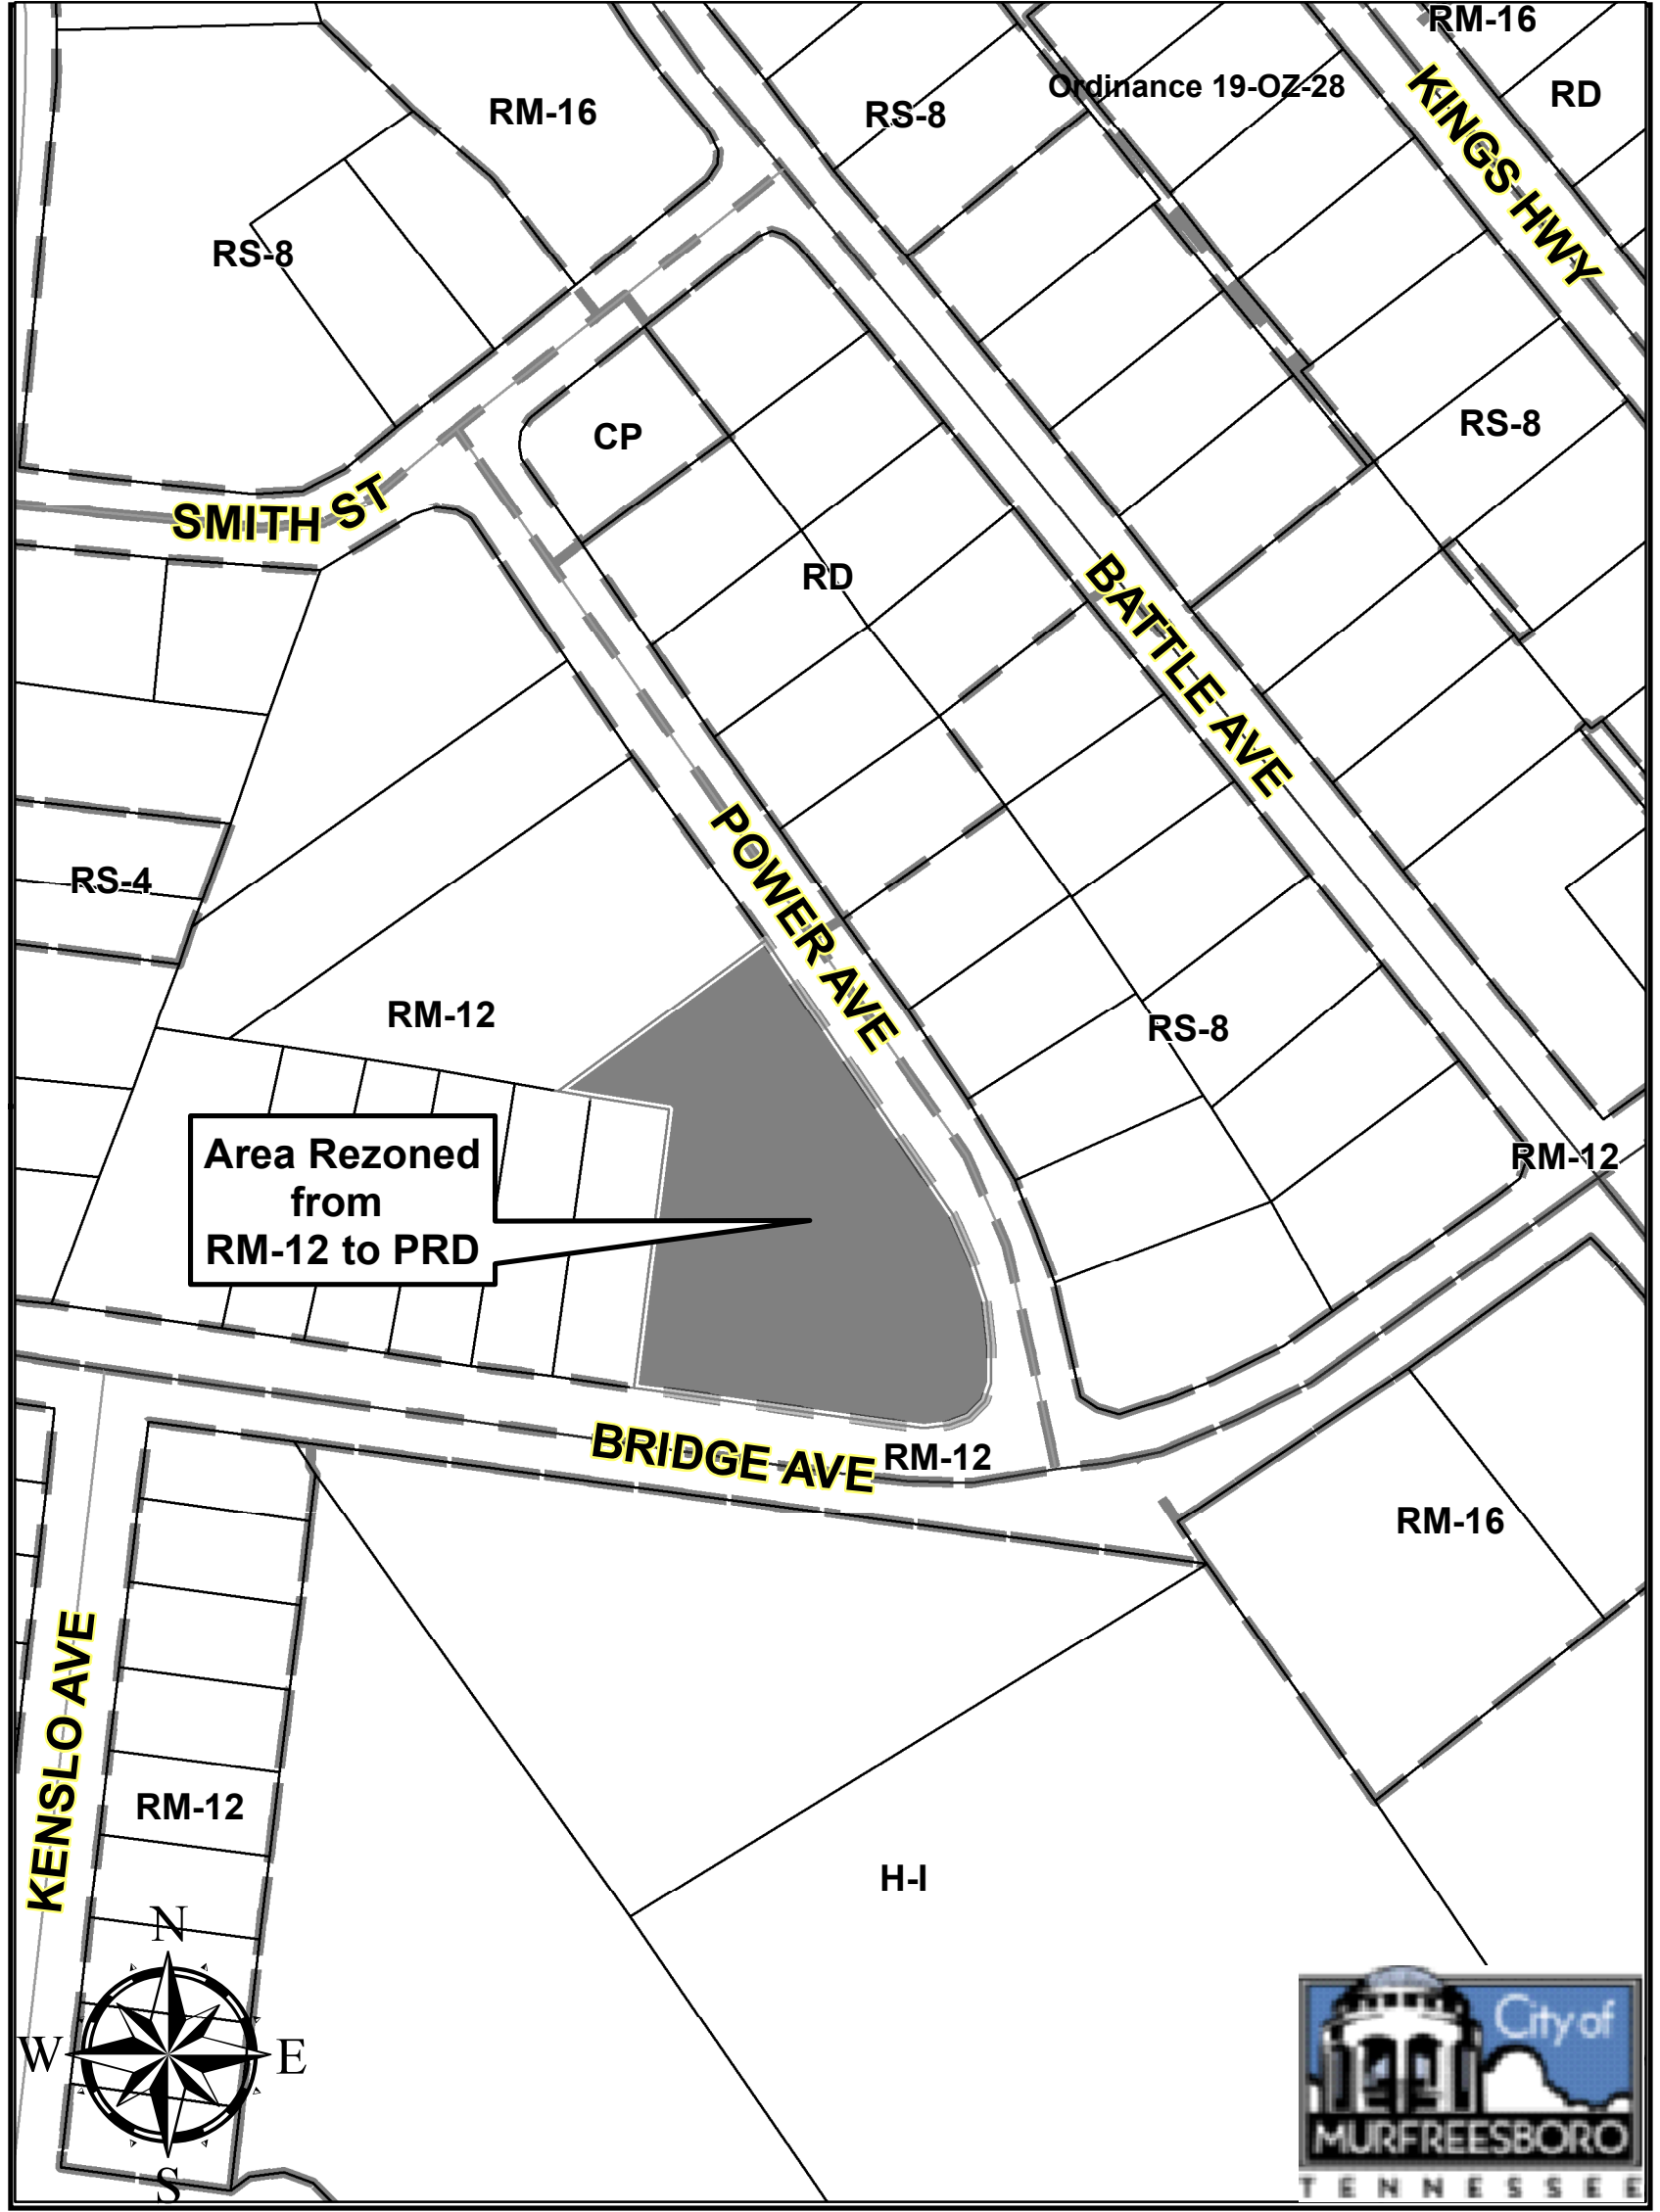 RM-16
Ordinance 19-OZ-28
RD
RM-16
RS-8
KINGS HWY
RS-8
CP
RS-8
SMITH ST
RD
BATTLE AVE
RS-4
POWER AVE
RM-12
RS-8
Area Rezoned
from
RM-12 to PRD
RM-12
BRIDGE AVE
RM-12
RM-16
KENSLO AVE
RM-12
H-I
N
W
E
S
City of
MURFREESBORO
TENNESSEE